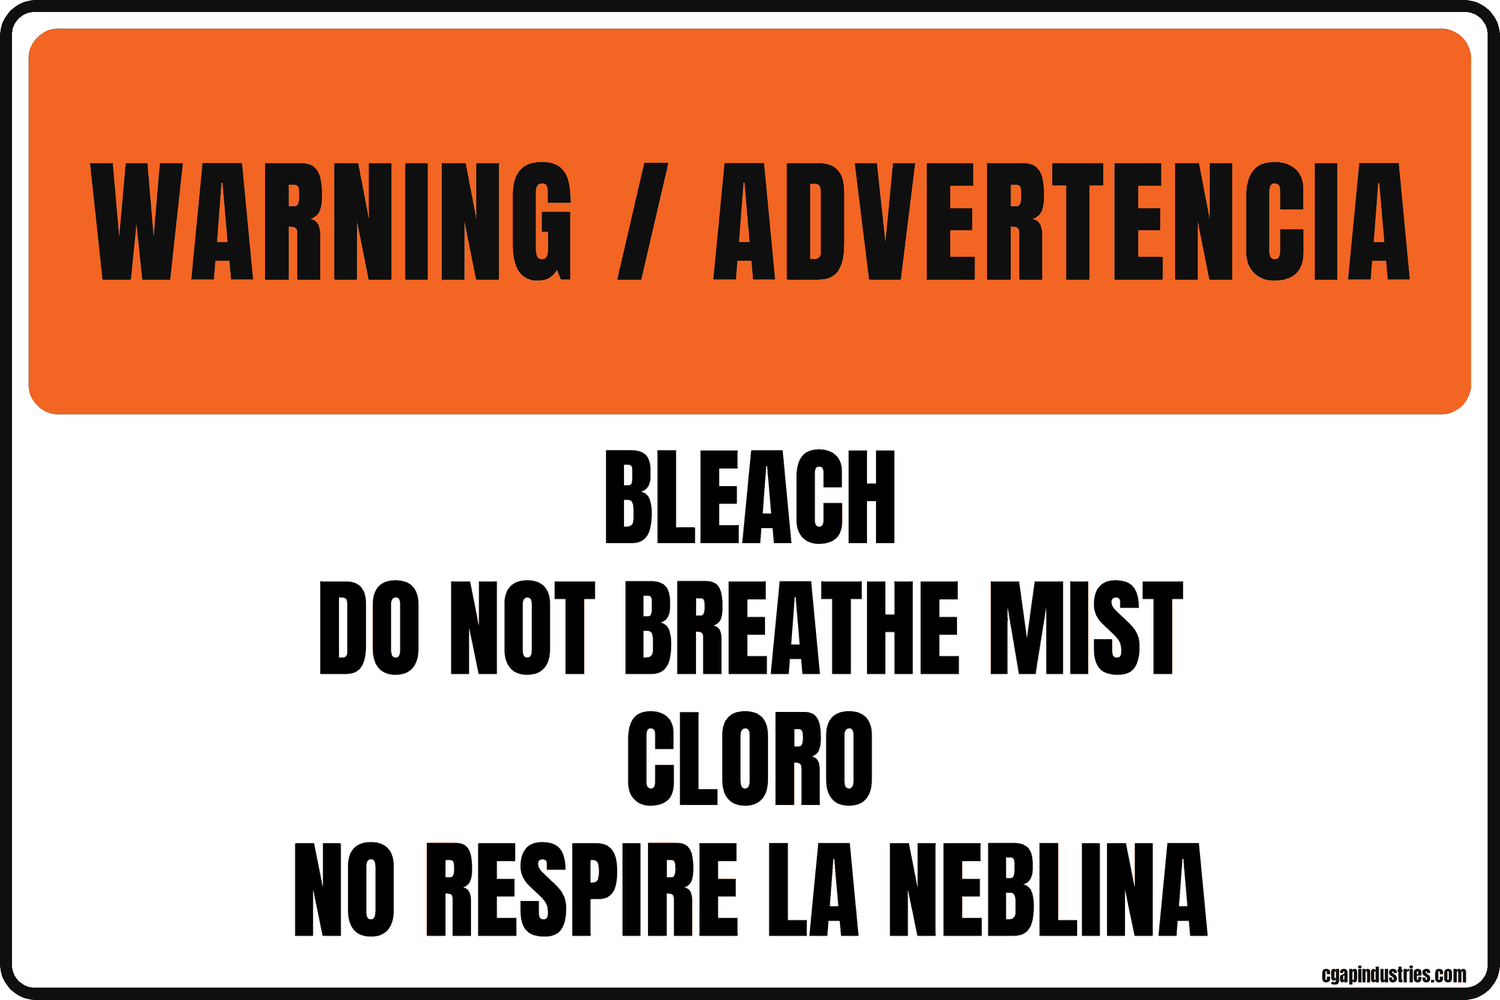 WARNING / ADVERTENCIA
BLEACH
DO NOT BREATHE MIST
CLORO
NO RESPIRE LA NEBLINA
cgapindustries.com